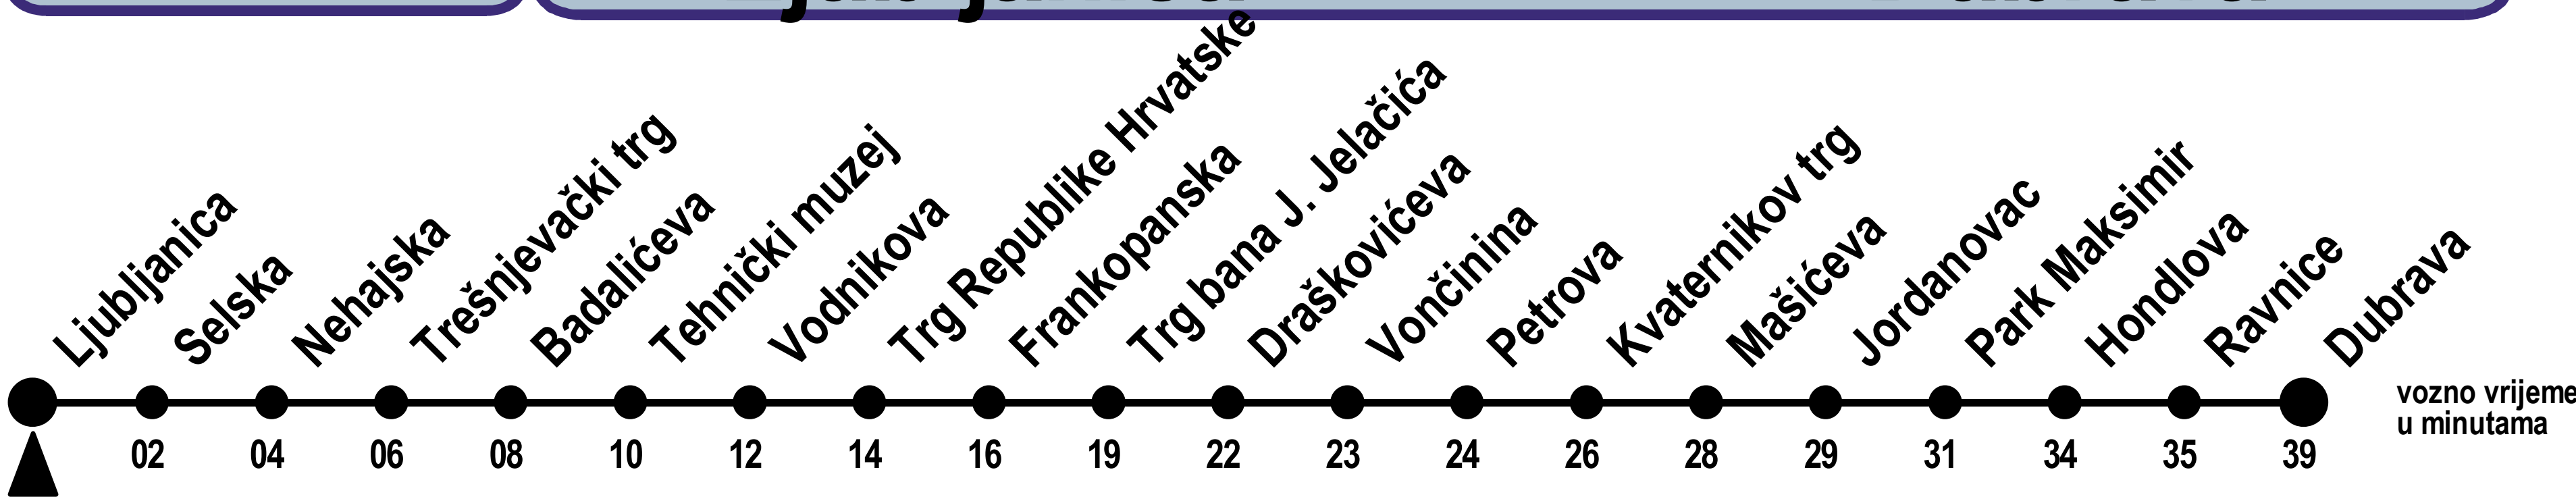 Ljubljanica
Selska
Nehajska
Trešnjevački trg
Badalićeva
Tehnički muzej
Vodnikova
Trg Republike Hrvatske
Frankopanska
Trg bana J. Jelačića
Draškovićeva
Vončinina
Petrova
Kvaternikov trg
Mašićeva
Jordanovac
Park Maksimir
Hondlova
Ravnice
Dubrava
02 04 06 08 10 12 14 16 19 22 23 24 26 28 29 31 34 35 39
vozno vrijeme
u minutama